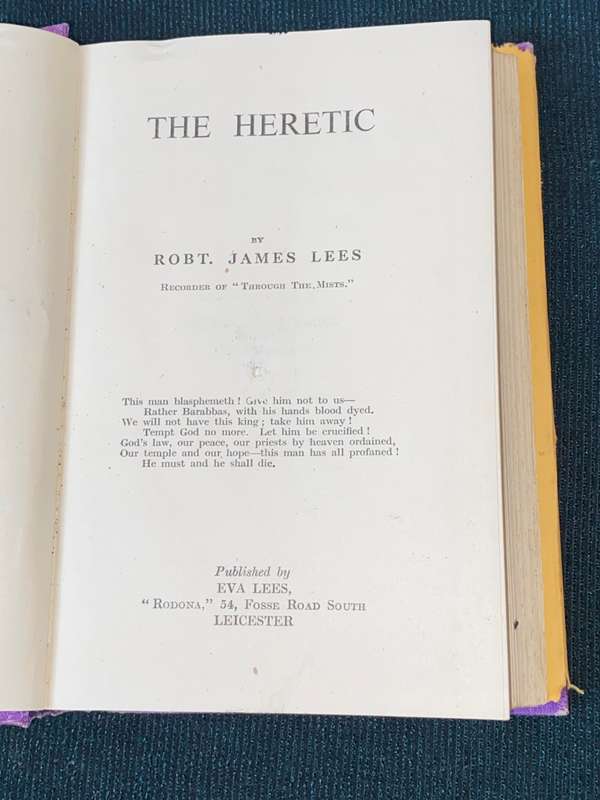 THE HERETIC
BY
ROBT. JAMES LEES
RECORDER OF "THROUGH THE MISTS."
This man blasphemeth! Give him not to us—
Rather Barabbas, with his hands blood dyed.
We will not have this king; take him away!
Tempt God no more. Let him be crucified!
God's law, our peace, our priests by heaven ordained,
Our temple and our hope—this man has all profaned!
He must and he shall die.
Published by
EVA LEES,
"RODONA," 54, FOSSE ROAD SOUTH
LEICESTER